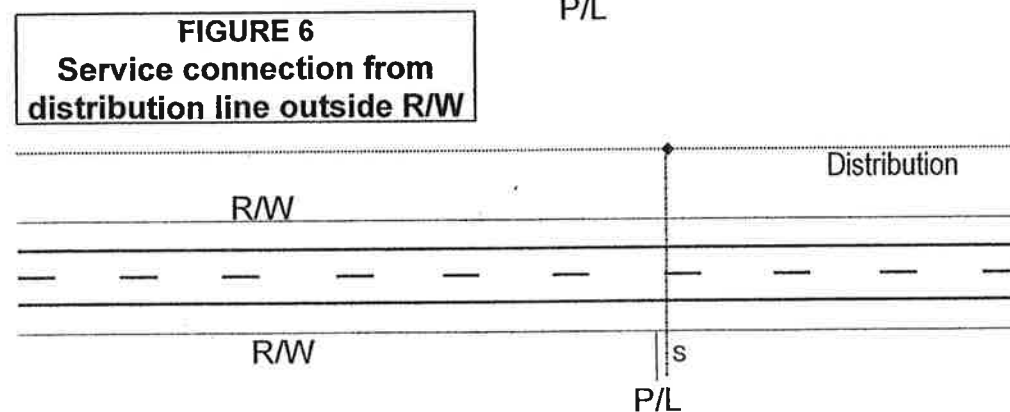 P/L
FIGURE 6
Service connection from
distribution line outside R/W
Distribution
R/W
R/W
S
P/L